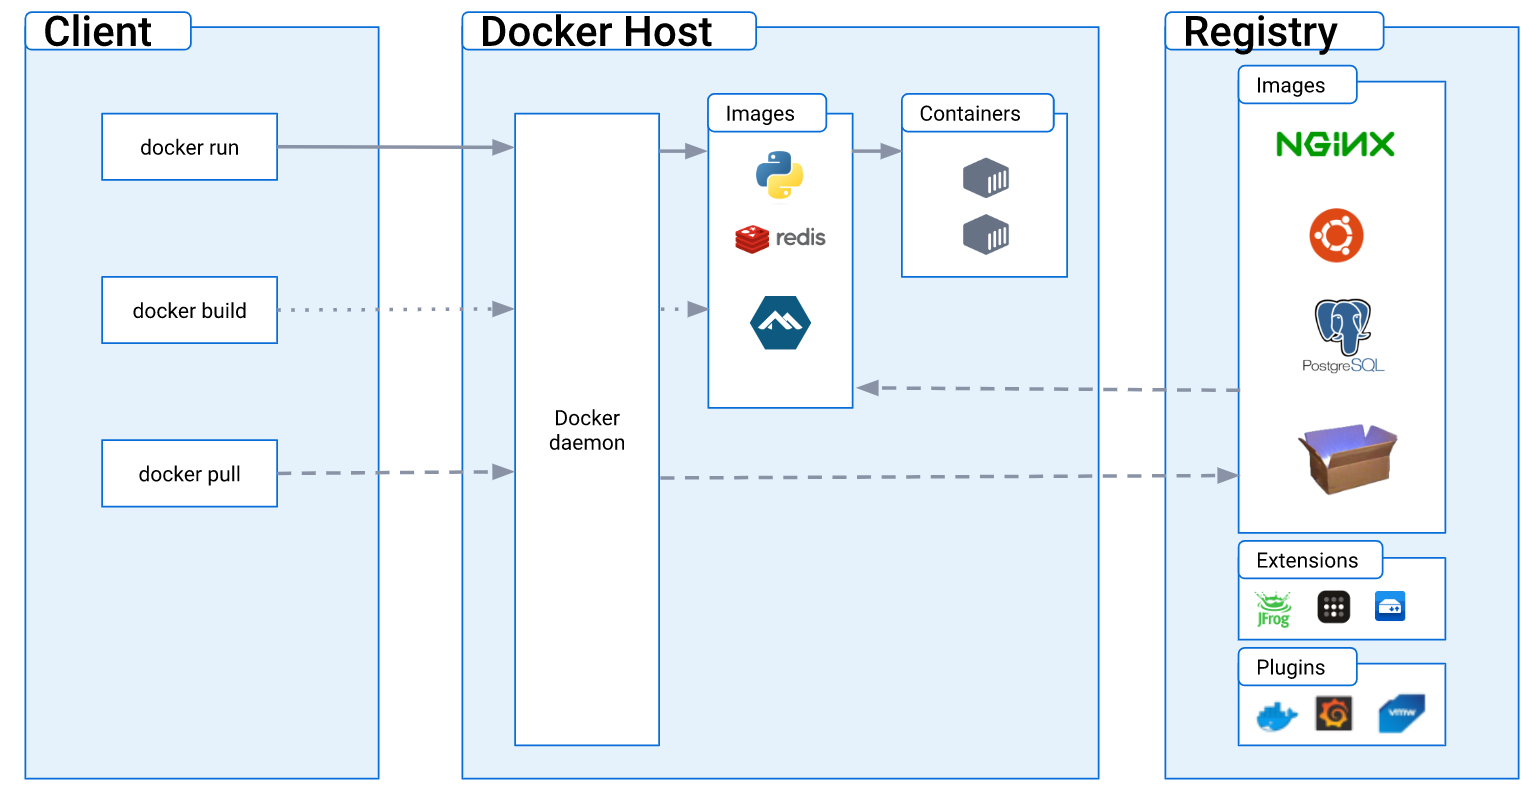 Client
docker run
docker build
docker pull
Docker Host
Docker
daemon
Images
redis
Containers
Registry
Images
NGINX
PostgreSQL
Extensions
JFrog
Plugins
vmw